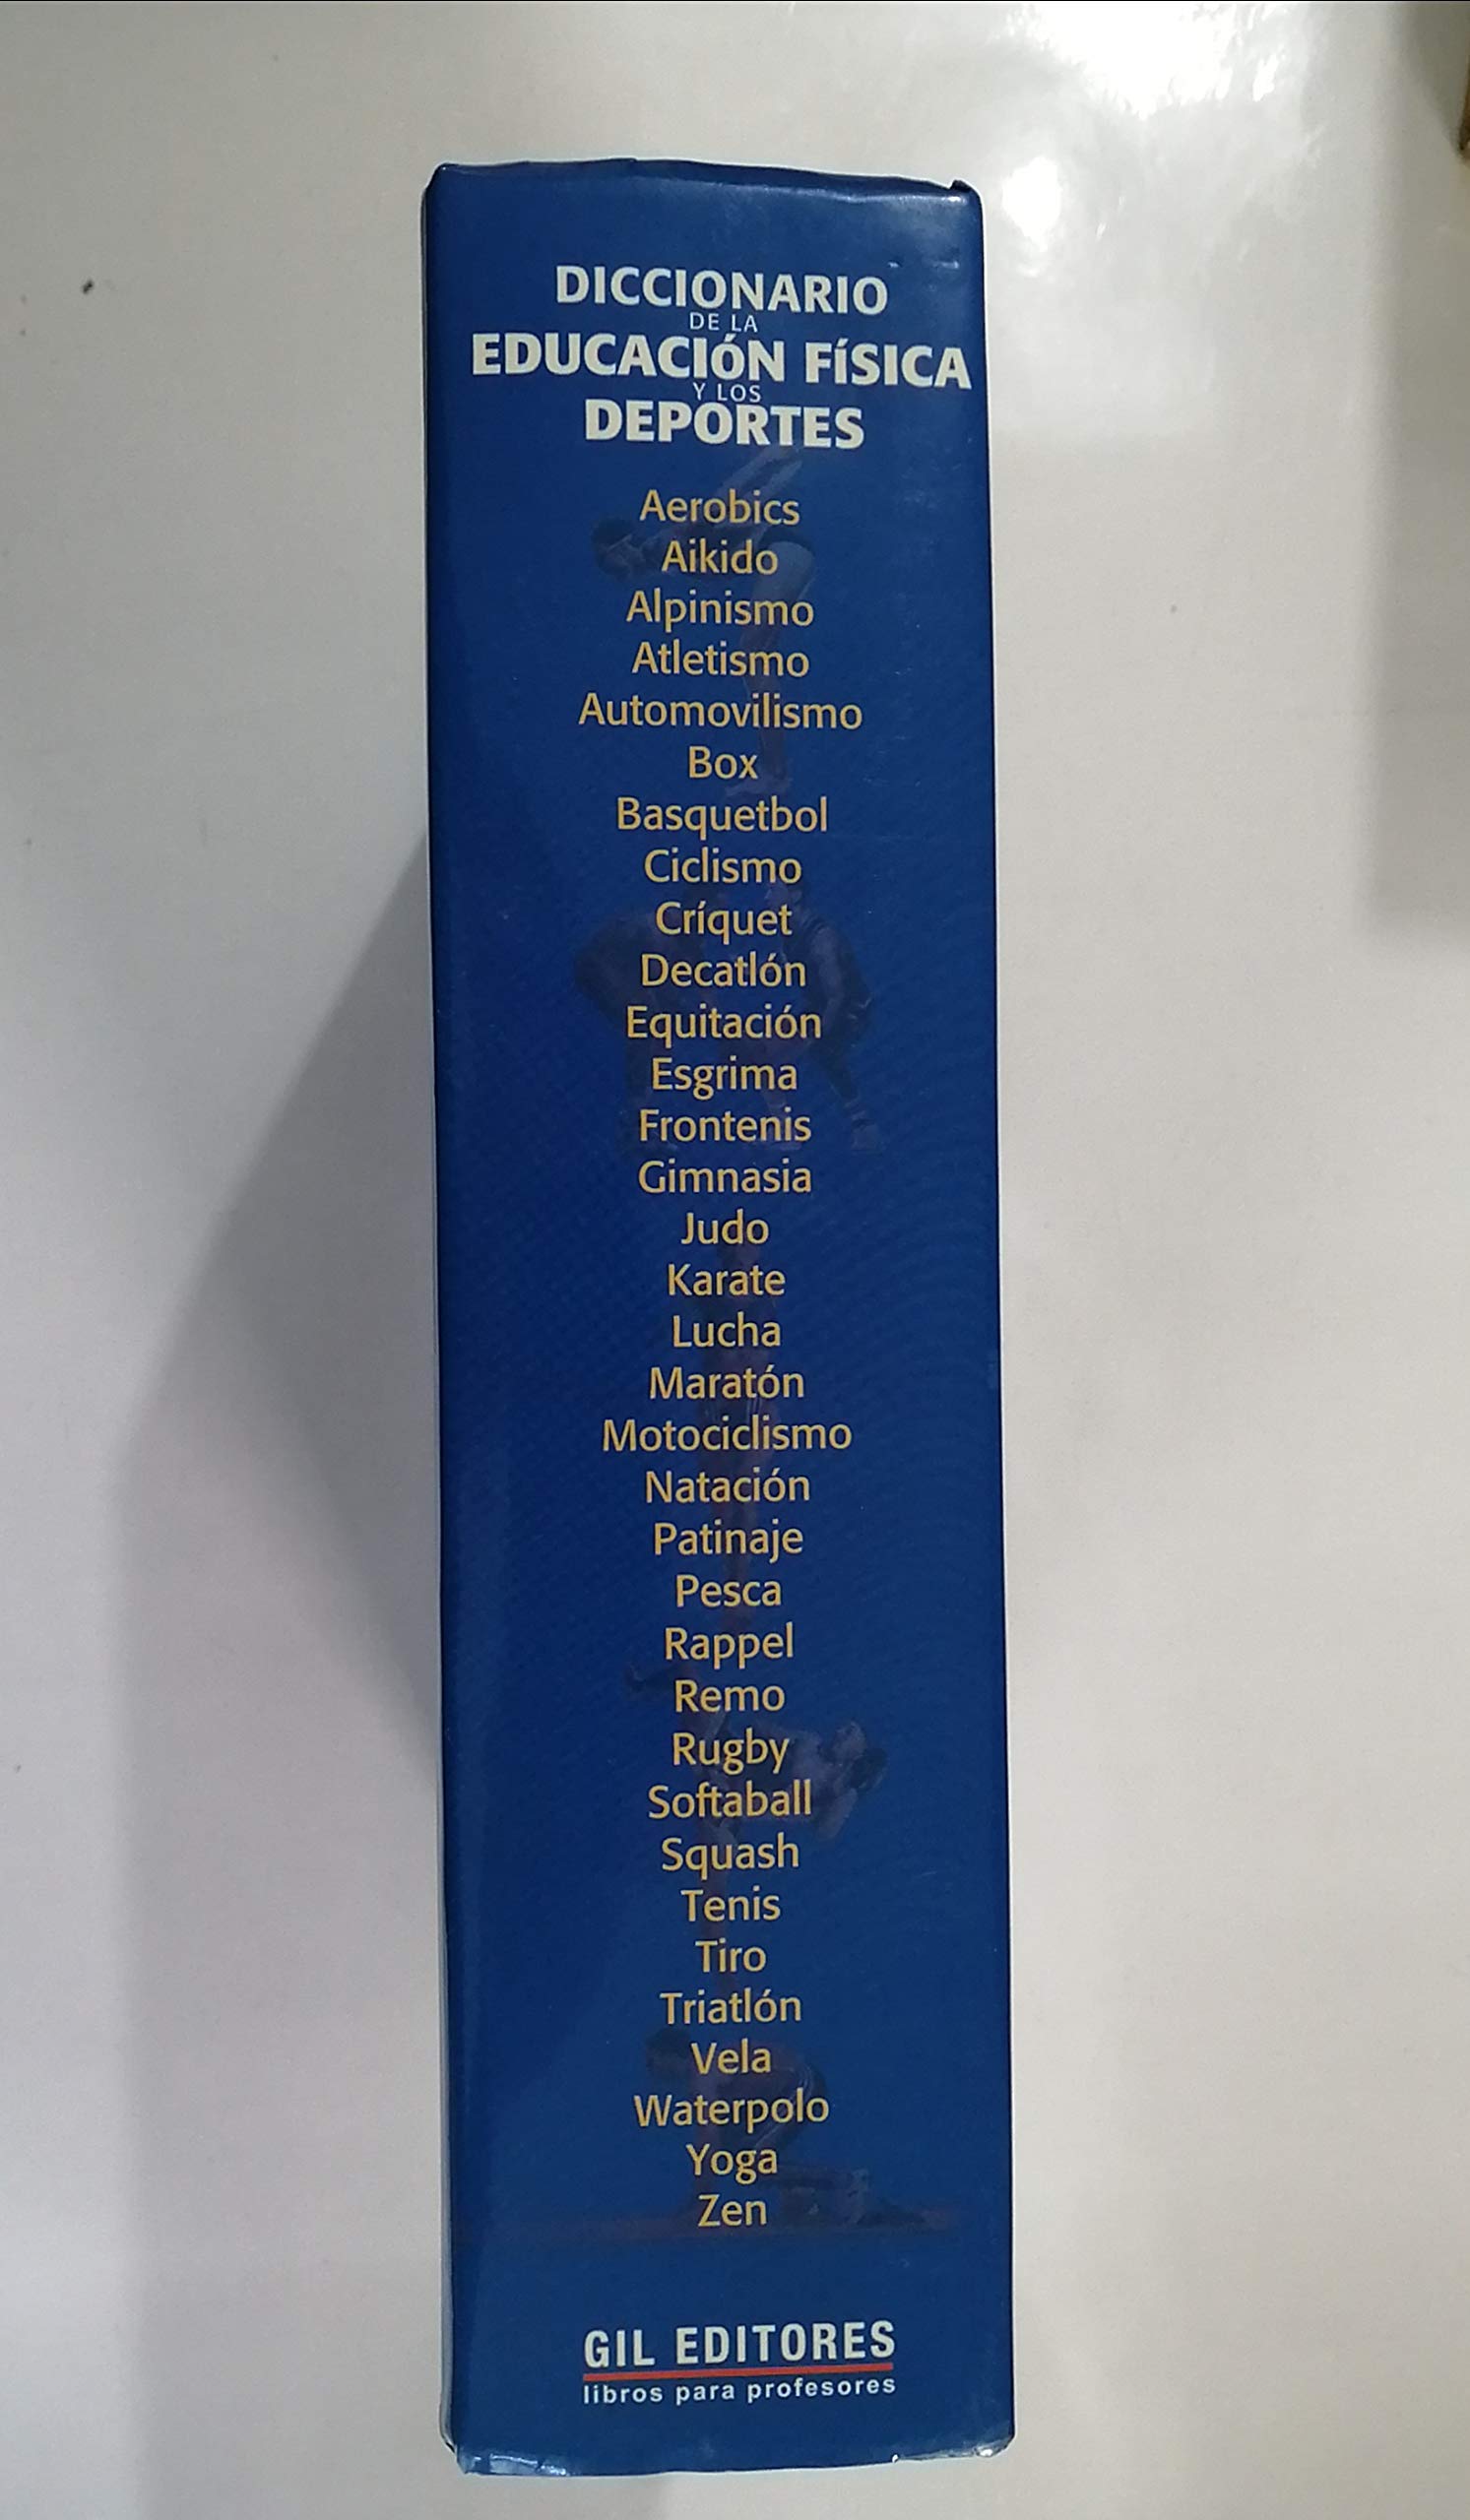 DICCIONARIO
DE LA
EDUCACIÓN FÍSICA
Y LOS
DEPORTES
Aerobics
Aikido
Alpinismo
Atletismo
Automovilismo
Box
Basquetbol
Ciclismo
Críquet
Decatlón
Equitación
Esgrima
Frontenis
Gimnasia
Judo
Karate
Lucha
Maratón
Motociclismo
Natación
Patinaje
Pesca
Rappel
Remo
Rugby
Softaball
Squash
Tenis
Tiro
Triatlón
Vela
Waterpolo
Yoga
Zen
GIL EDITORES
libros para profesores